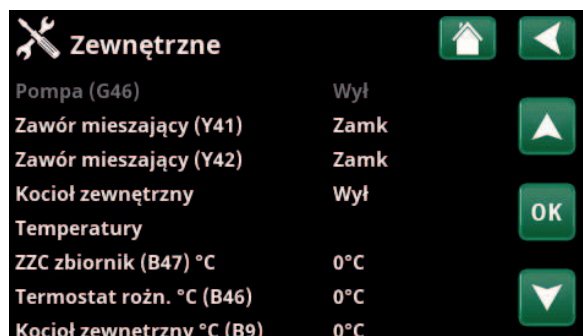 Zewnętrzne
Pompa (G46) Wył
Zawór mieszający (Y41) Zamk
Zawór mieszający (Y42) Zamk
Kocioł zewnętrzny Wył
OK
Temperatury
ZZC zbiornik (B47) °C 0°C
Termostat rożn. °C (B46) 0°C
Kocioł zewnętrzny °C (B9) 0°C